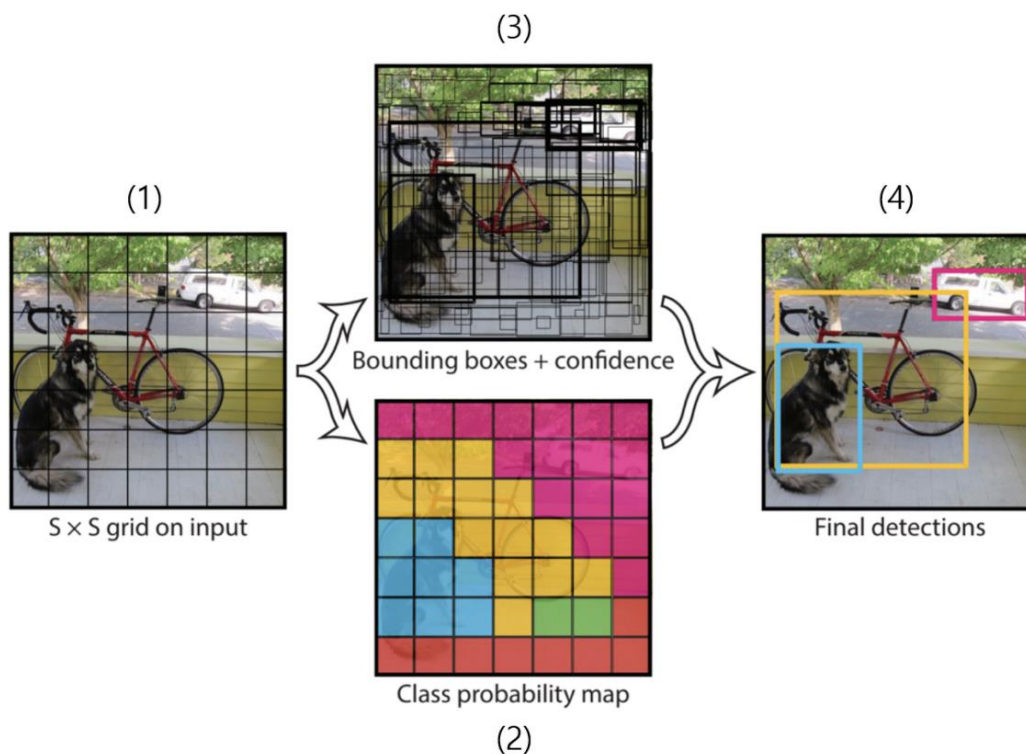 (3)
(1)
(4)
Bounding boxes + confidence
S × S grid on input
Final detections
Class probability map
(2)